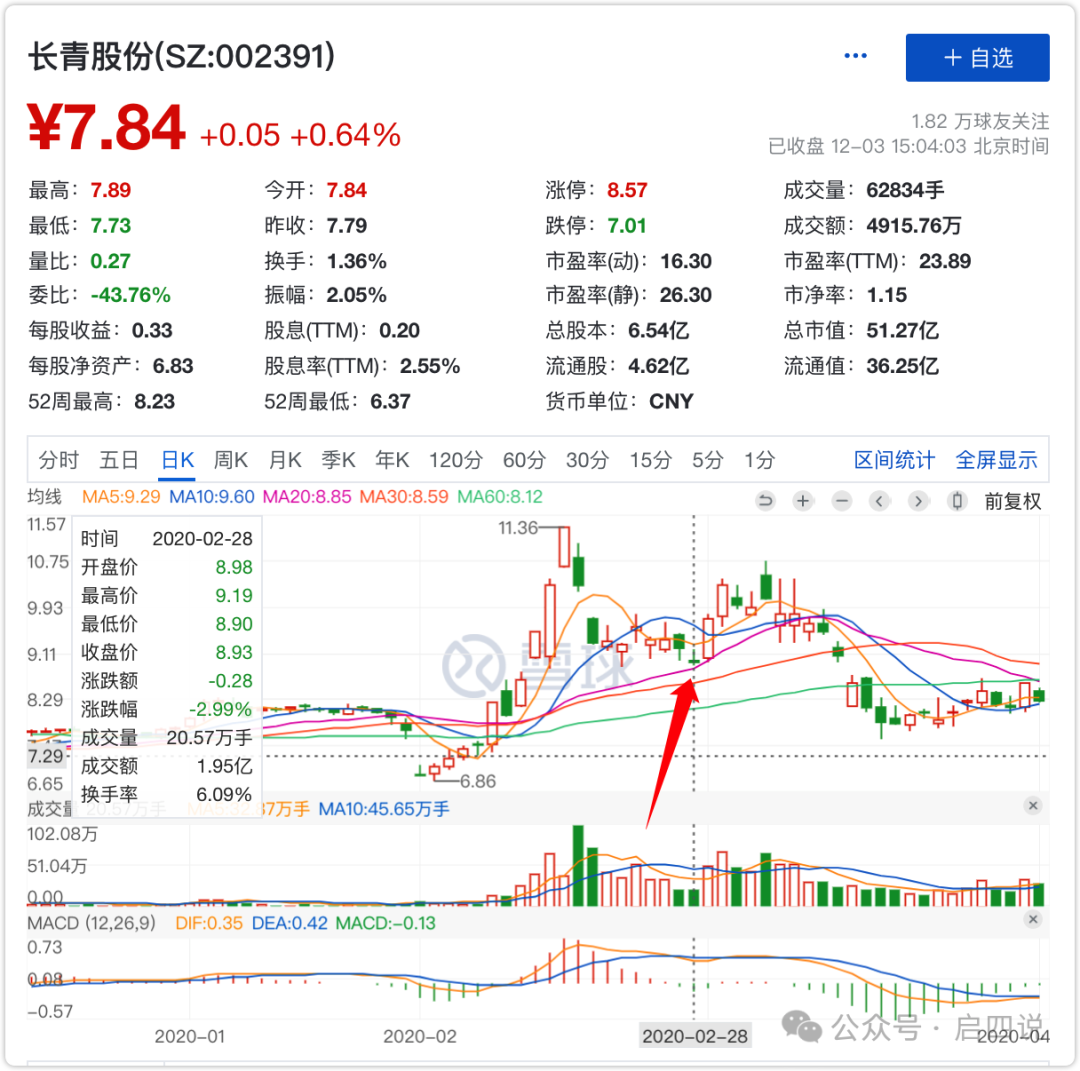 长青股份(SZ:002391)
··· + 自选
¥7.84 +0.05 +0.64%
1.82 万球友关注
已收盘 12-03 15:04:03 北京时间
最高：7.89 今开：7.84 涨停：8.57 成交量：62834手
最低：7.73 昨收：7.79 跌停：7.01 成交额：4915.76万
量比：0.27 换手：1.36% 市盈率(动)：16.30 市盈率(TTM)：23.89
委比：-43.76% 振幅：2.05% 市盈率(静)：26.30 市净率：1.15
每股收益：0.33 股息(TTM)：0.20 总股本：6.54亿 总市值：51.27亿
每股净资产：6.83 股息率(TTM)：2.55% 流通股：4.62亿 流通值：36.25亿
52周最高：8.23 52周最低：6.37 货币单位：CNY
分时 五日 日K 周K 月K 季K 年K 120分 60分 30分 15分 5分 1分 区间统计 全屏显示
均线 MA5:9.29 MA10:9.60 MA20:8.85 MA30:8.59 MA60:8.12 前复权
11.57
10.75
9.93
9.11
8.29
7.29
6.65
时间 2020-02-28
开盘价 8.98
最高价 9.19
最低价 8.90
收盘价 8.93
涨跌额 -0.28
涨跌幅 -2.99%
成交量 20.57万手
成交额 1.95亿
换手率 6.09%
11.36
6.86
雪球
成交量 20.57万手 MA10:45.65万手
102.08万
51.04万
0.00
MACD (12,26,9) DIF:0.35 DEA:0.42 MACD:-0.13
0.73
0.08
-0.57
2020-01 2020-02 2020-02-28 2020-04
公众号 · 启四说